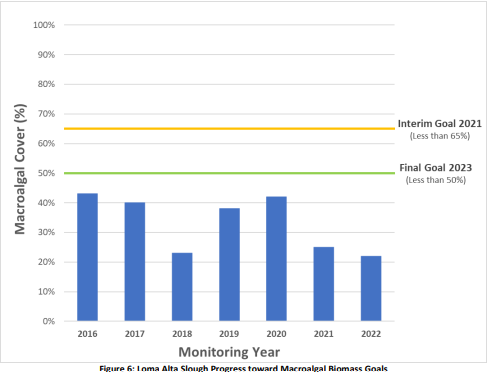 100%
90%
80%
70%
60%
50%
40%
30%
20%
10%
0%
Macroalgal Cover (%)
Interim Goal 2021
(Less than 65%)
Final Goal 2023
(Less than 50%)
2016 2017 2018 2019 2020 2021 2022
Monitoring Year
Figure 6: Loma Alta Slough Progress toward Macroalgal Biomass Goals